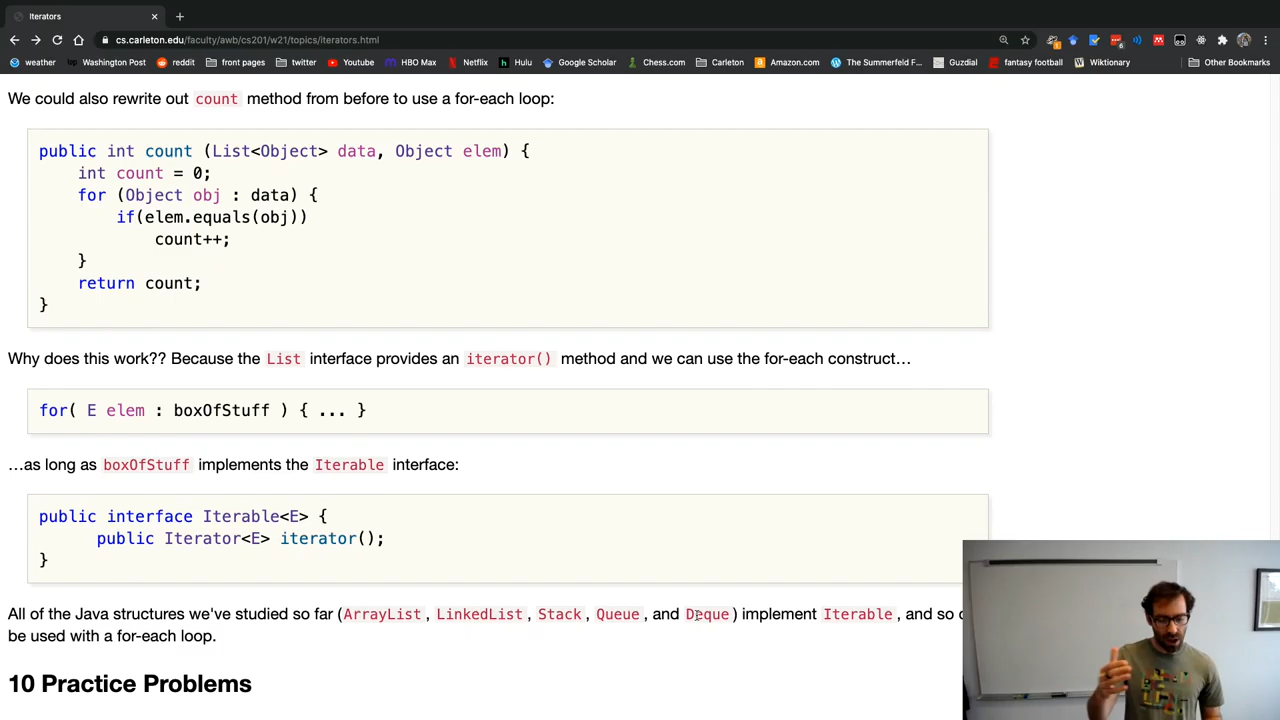 Iterators
cs.carleton.edu/faculty/awb/cs201/w21/topics/iterators.html
weather Washington Post reddit front pages twitter Youtube HBO Max Netflix Hulu Google Scholar Chess.com Carleton Amazon.com The Summerfeld F... Guzdial fantasy football Wiktionary Other Bookmarks
We could also rewrite out count method from before to use a for-each loop:
public int count (List<Object> data, Object elem) {
int count = 0;
for (Object obj : data) {
if(elem.equals(obj))
count++;
}
return count;
}
Why does this work?? Because the List interface provides an iterator() method and we can use the for-each construct…
for( E elem : boxOfStuff ) { ... }
…as long as boxOfStuff implements the Iterable interface:
public interface Iterable<E> {
public Iterator<E> iterator();
}
All of the Java structures we've studied so far (ArrayList, LinkedList, Stack, Queue, and Deque) implement Iterable, and so
be used with a for-each loop.
10 Practice Problems